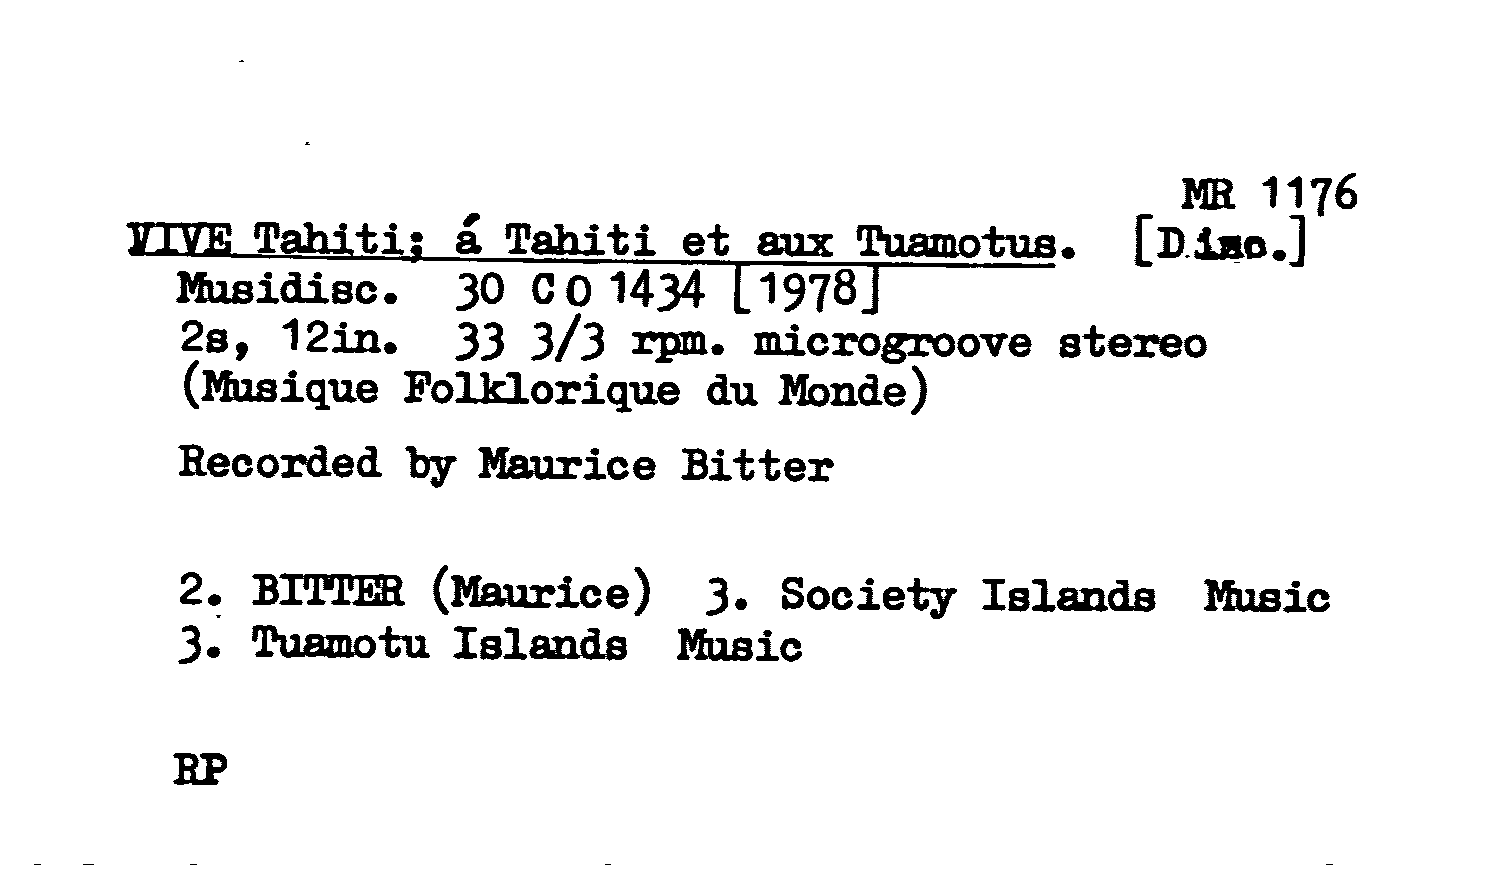 MR 1176
VIVE Tahiti; á Tahiti et aux Tuamotus. [Disc.]
Musidisc. 30 CO 1434 [1978]
2s, 12in. 33 3/3 rpm. microgroove stereo
(Musique Folklorique du Monde)
Recorded by Maurice Bitter
2. BITTER (Maurice) 3. Society Islands Music
3. Tuamotu Islands Music
RP